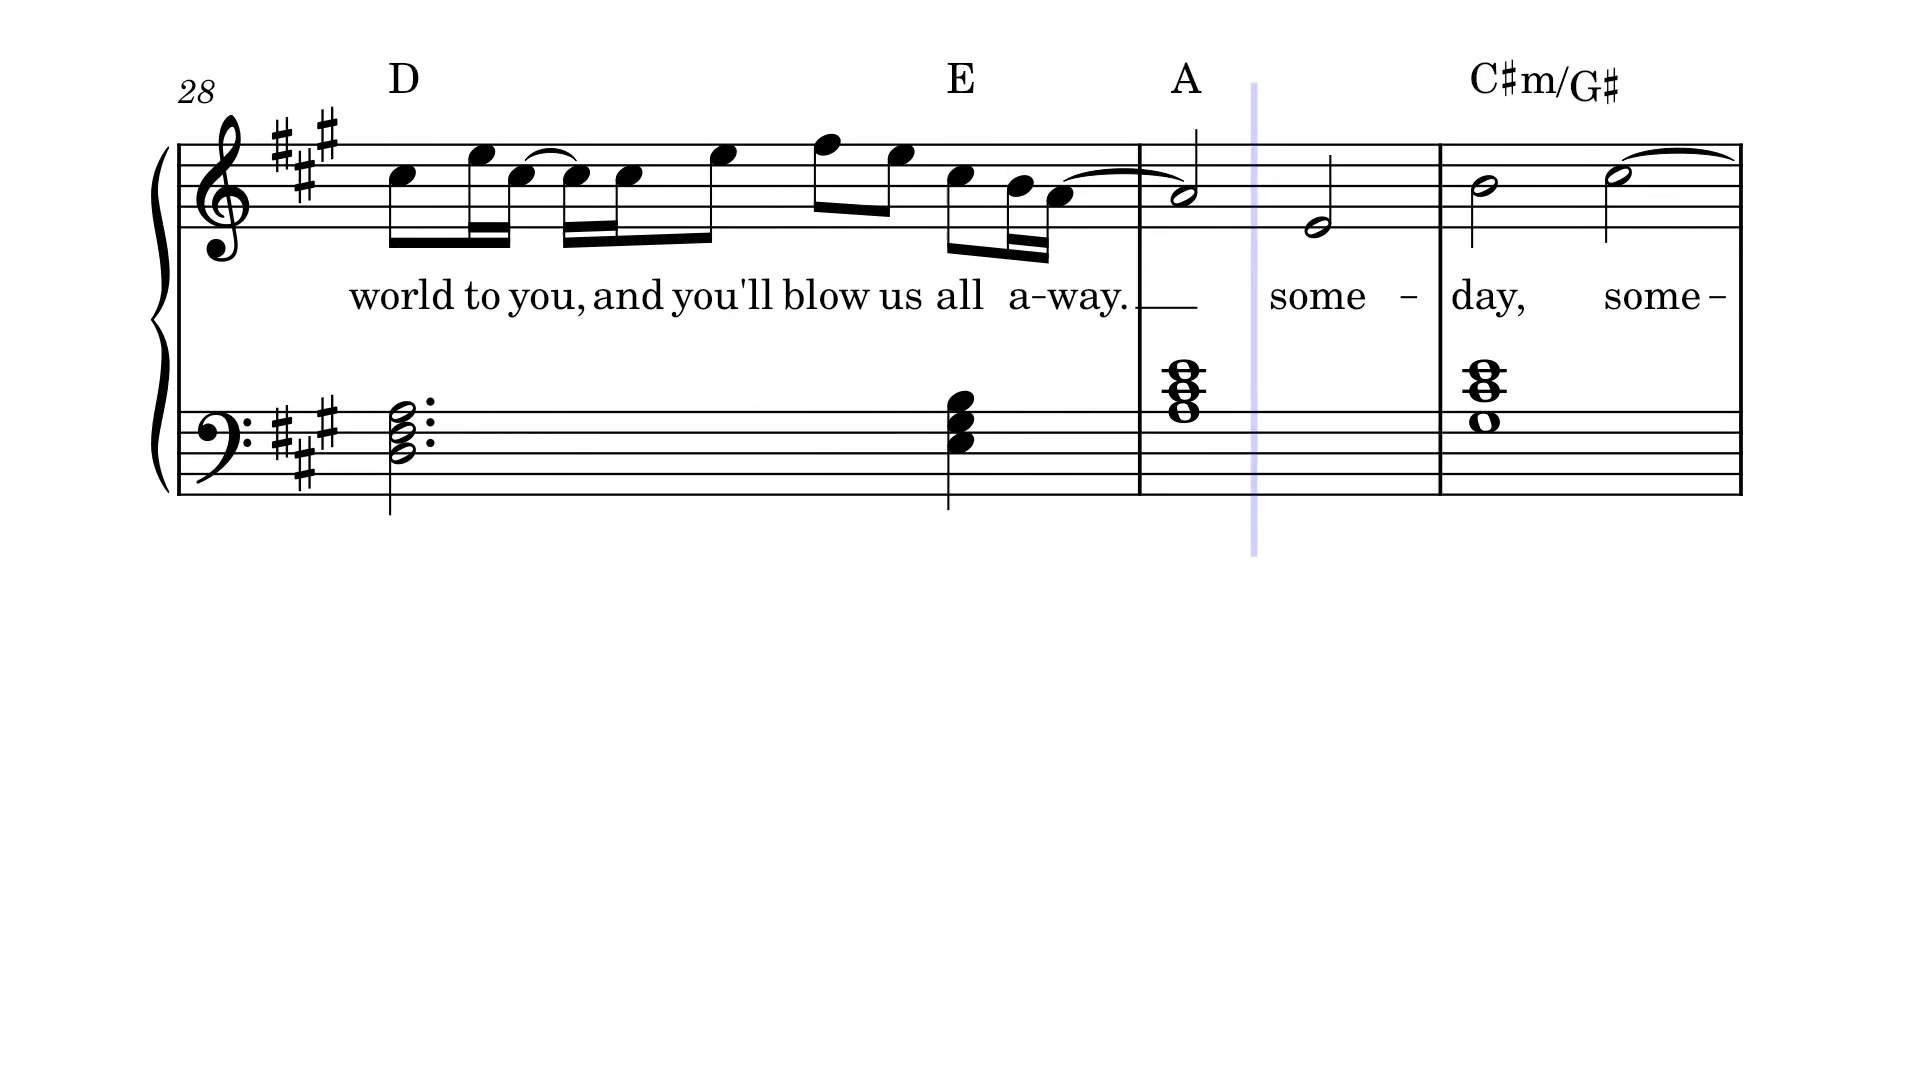 28 D E A C♯m/G♯
world to you, and you'll blow us all a-way. some - day, some-